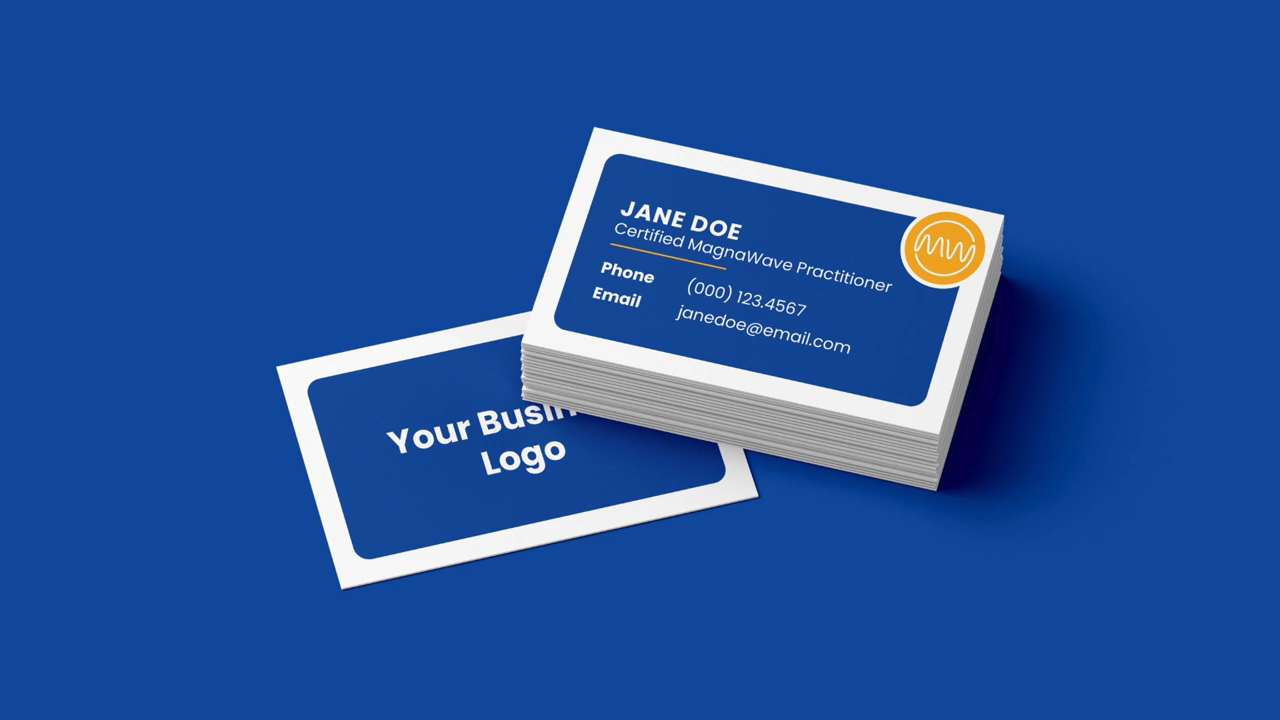 JANE DOE
Certified MagnaWave Practitioner
Phone (000) 123.4567
Email janedoe@email.com
MW
Your Busin
Logo